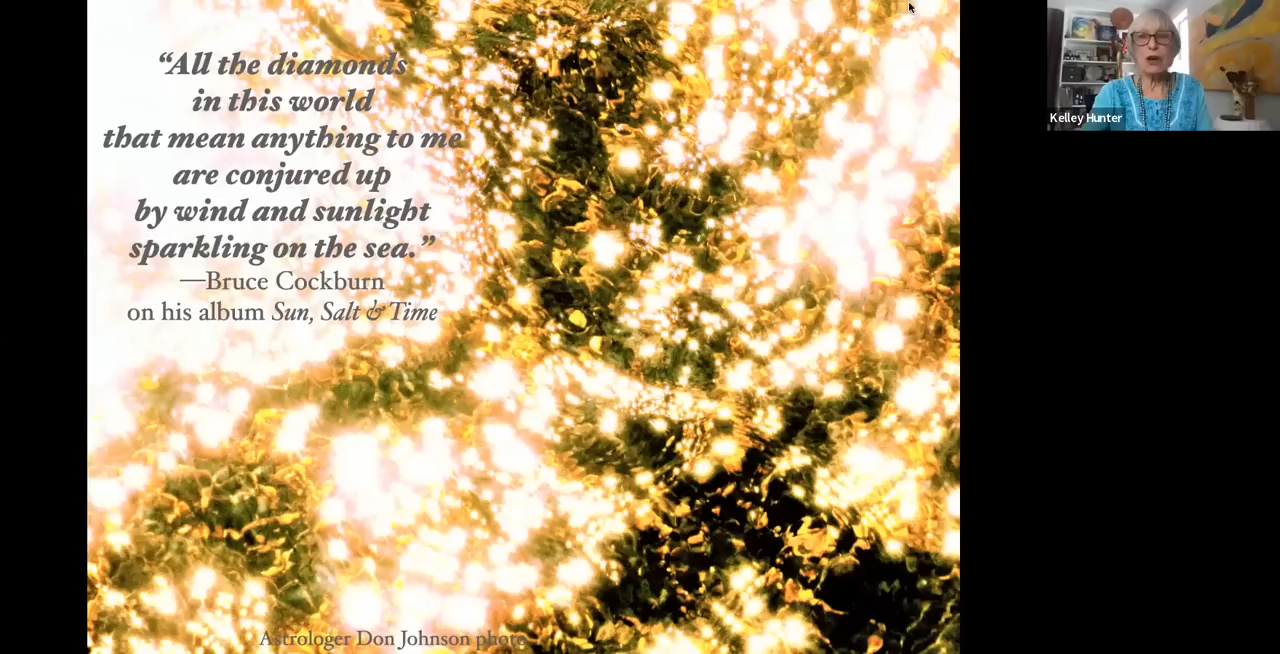 “All the diamonds
in this world
that mean anything to me
are conjured up
by wind and sunlight
sparkling on the sea.”
—Bruce Cockburn
on his album Sun, Salt & Time
Astrologer Don Johnson photo
Kelley Hunter